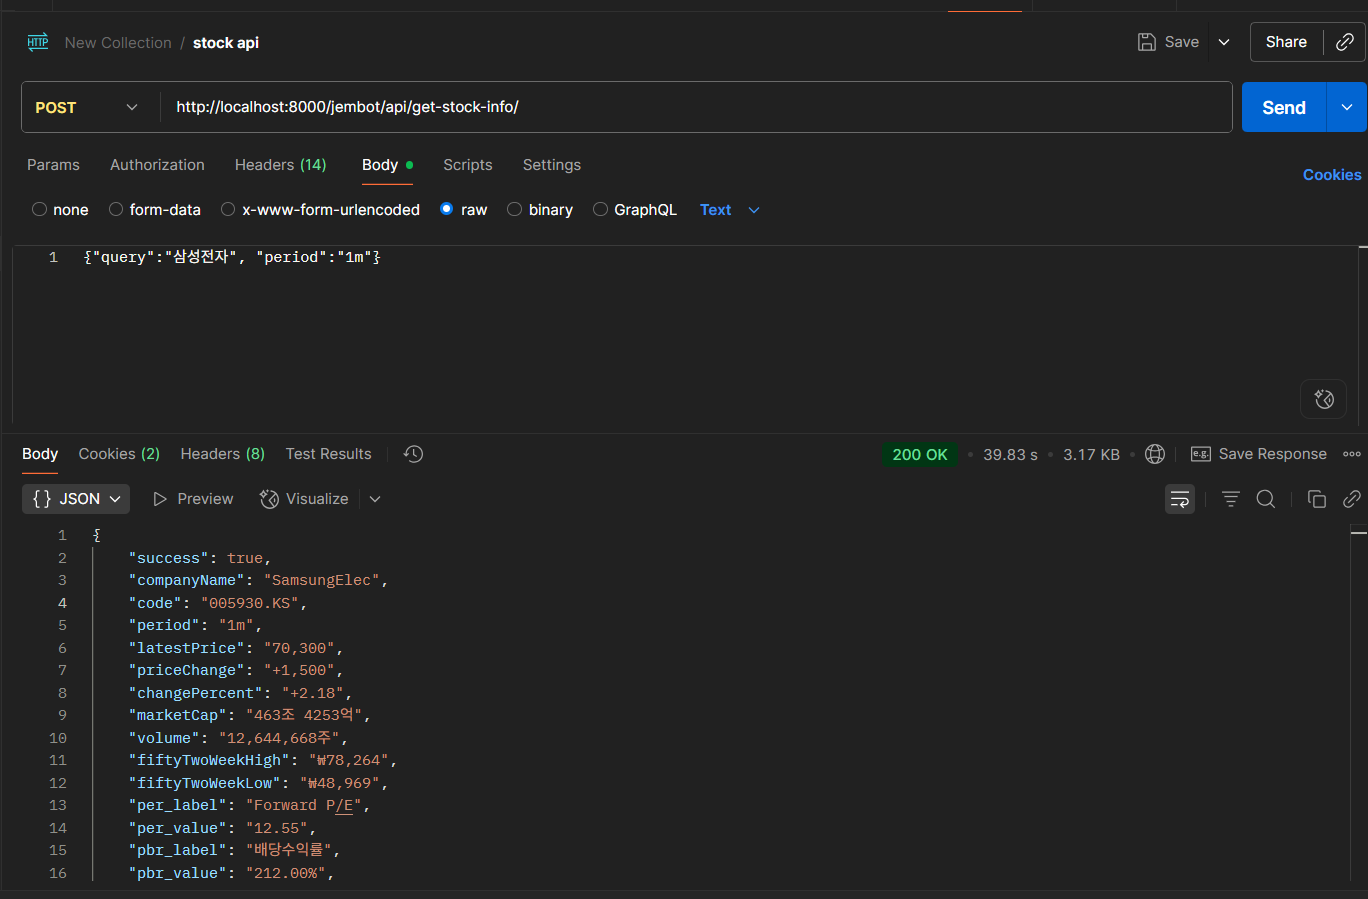 HTTP New Collection / stock api Save Share
POST http://localhost:8000/jembot/api/get-stock-info/ Send
Params Authorization Headers (14) Body Scripts Settings Cookies
none form-data x-www-form-urlencoded raw binary GraphQL Text
1 {"query":"삼성전자", "period":"1m"}
Body Cookies (2) Headers (8) Test Results 200 OK 39.83 s 3.17 KB e.g. Save Response
{} JSON Preview Visualize
1 {
2 "success": true,
3 "companyName": "SamsungElec",
4 "code": "005930.KS",
5 "period": "1m",
6 "latestPrice": "70,300",
7 "priceChange": "+1,500",
8 "changePercent": "+2.18",
9 "marketCap": "463조 4253억",
10 "volume": "12,644,668주",
11 "fiftyTwoWeekHigh": "₩78,264",
12 "fiftyTwoWeekLow": "₩48,969",
13 "per_label": "Forward P/E",
14 "per_value": "12.55",
15 "pbr_label": "배당수익률",
16 "pbr_value": "212.00%",